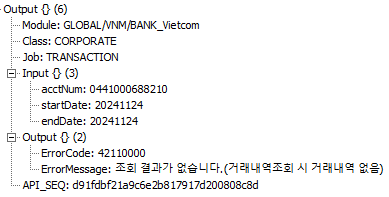 Output {} (6)
Module: GLOBAL/VNM/BANK_Vietcom
Class: CORPORATE
Job: TRANSACTION
Input {} (3)
acctNum: 0441000688210
startDate: 20241124
endDate: 20241124
Output {} (2)
ErrorCode: 42110000
ErrorMessage: 조회 결과가 없습니다.(거래내역조회 시 거래내역 없음)
API_SEQ: d91fdbf21a9c6e2b817917d200808c8d